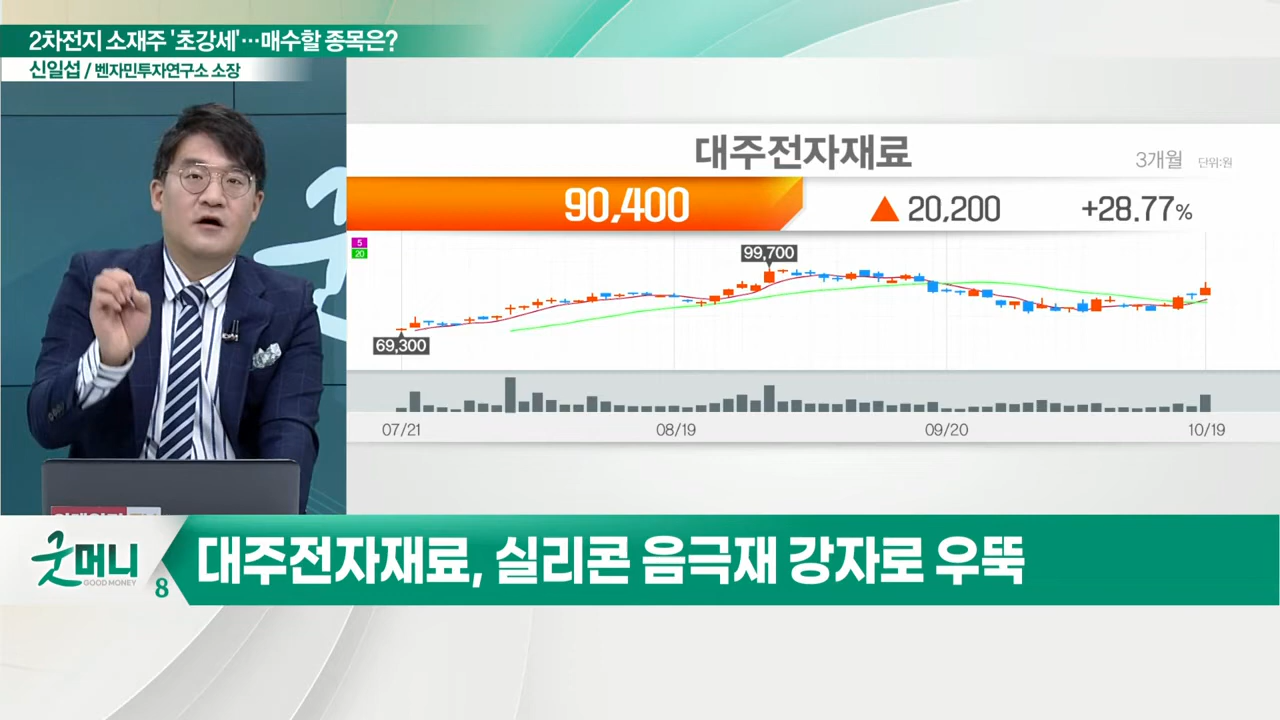 2차전지 소재주 '초강세'…매수할 종목은?
신일섭 / 벤자민투자연구소 소장
대주전자재료
3개월 단위:원
90,400 ▲ 20,200 +28.77%
5
20
99,700
69,300
07/21 08/19 09/20 10/19
굿머니
GOOD MONEY
8
대주전자재료, 실리콘 음극재 강자로 우뚝